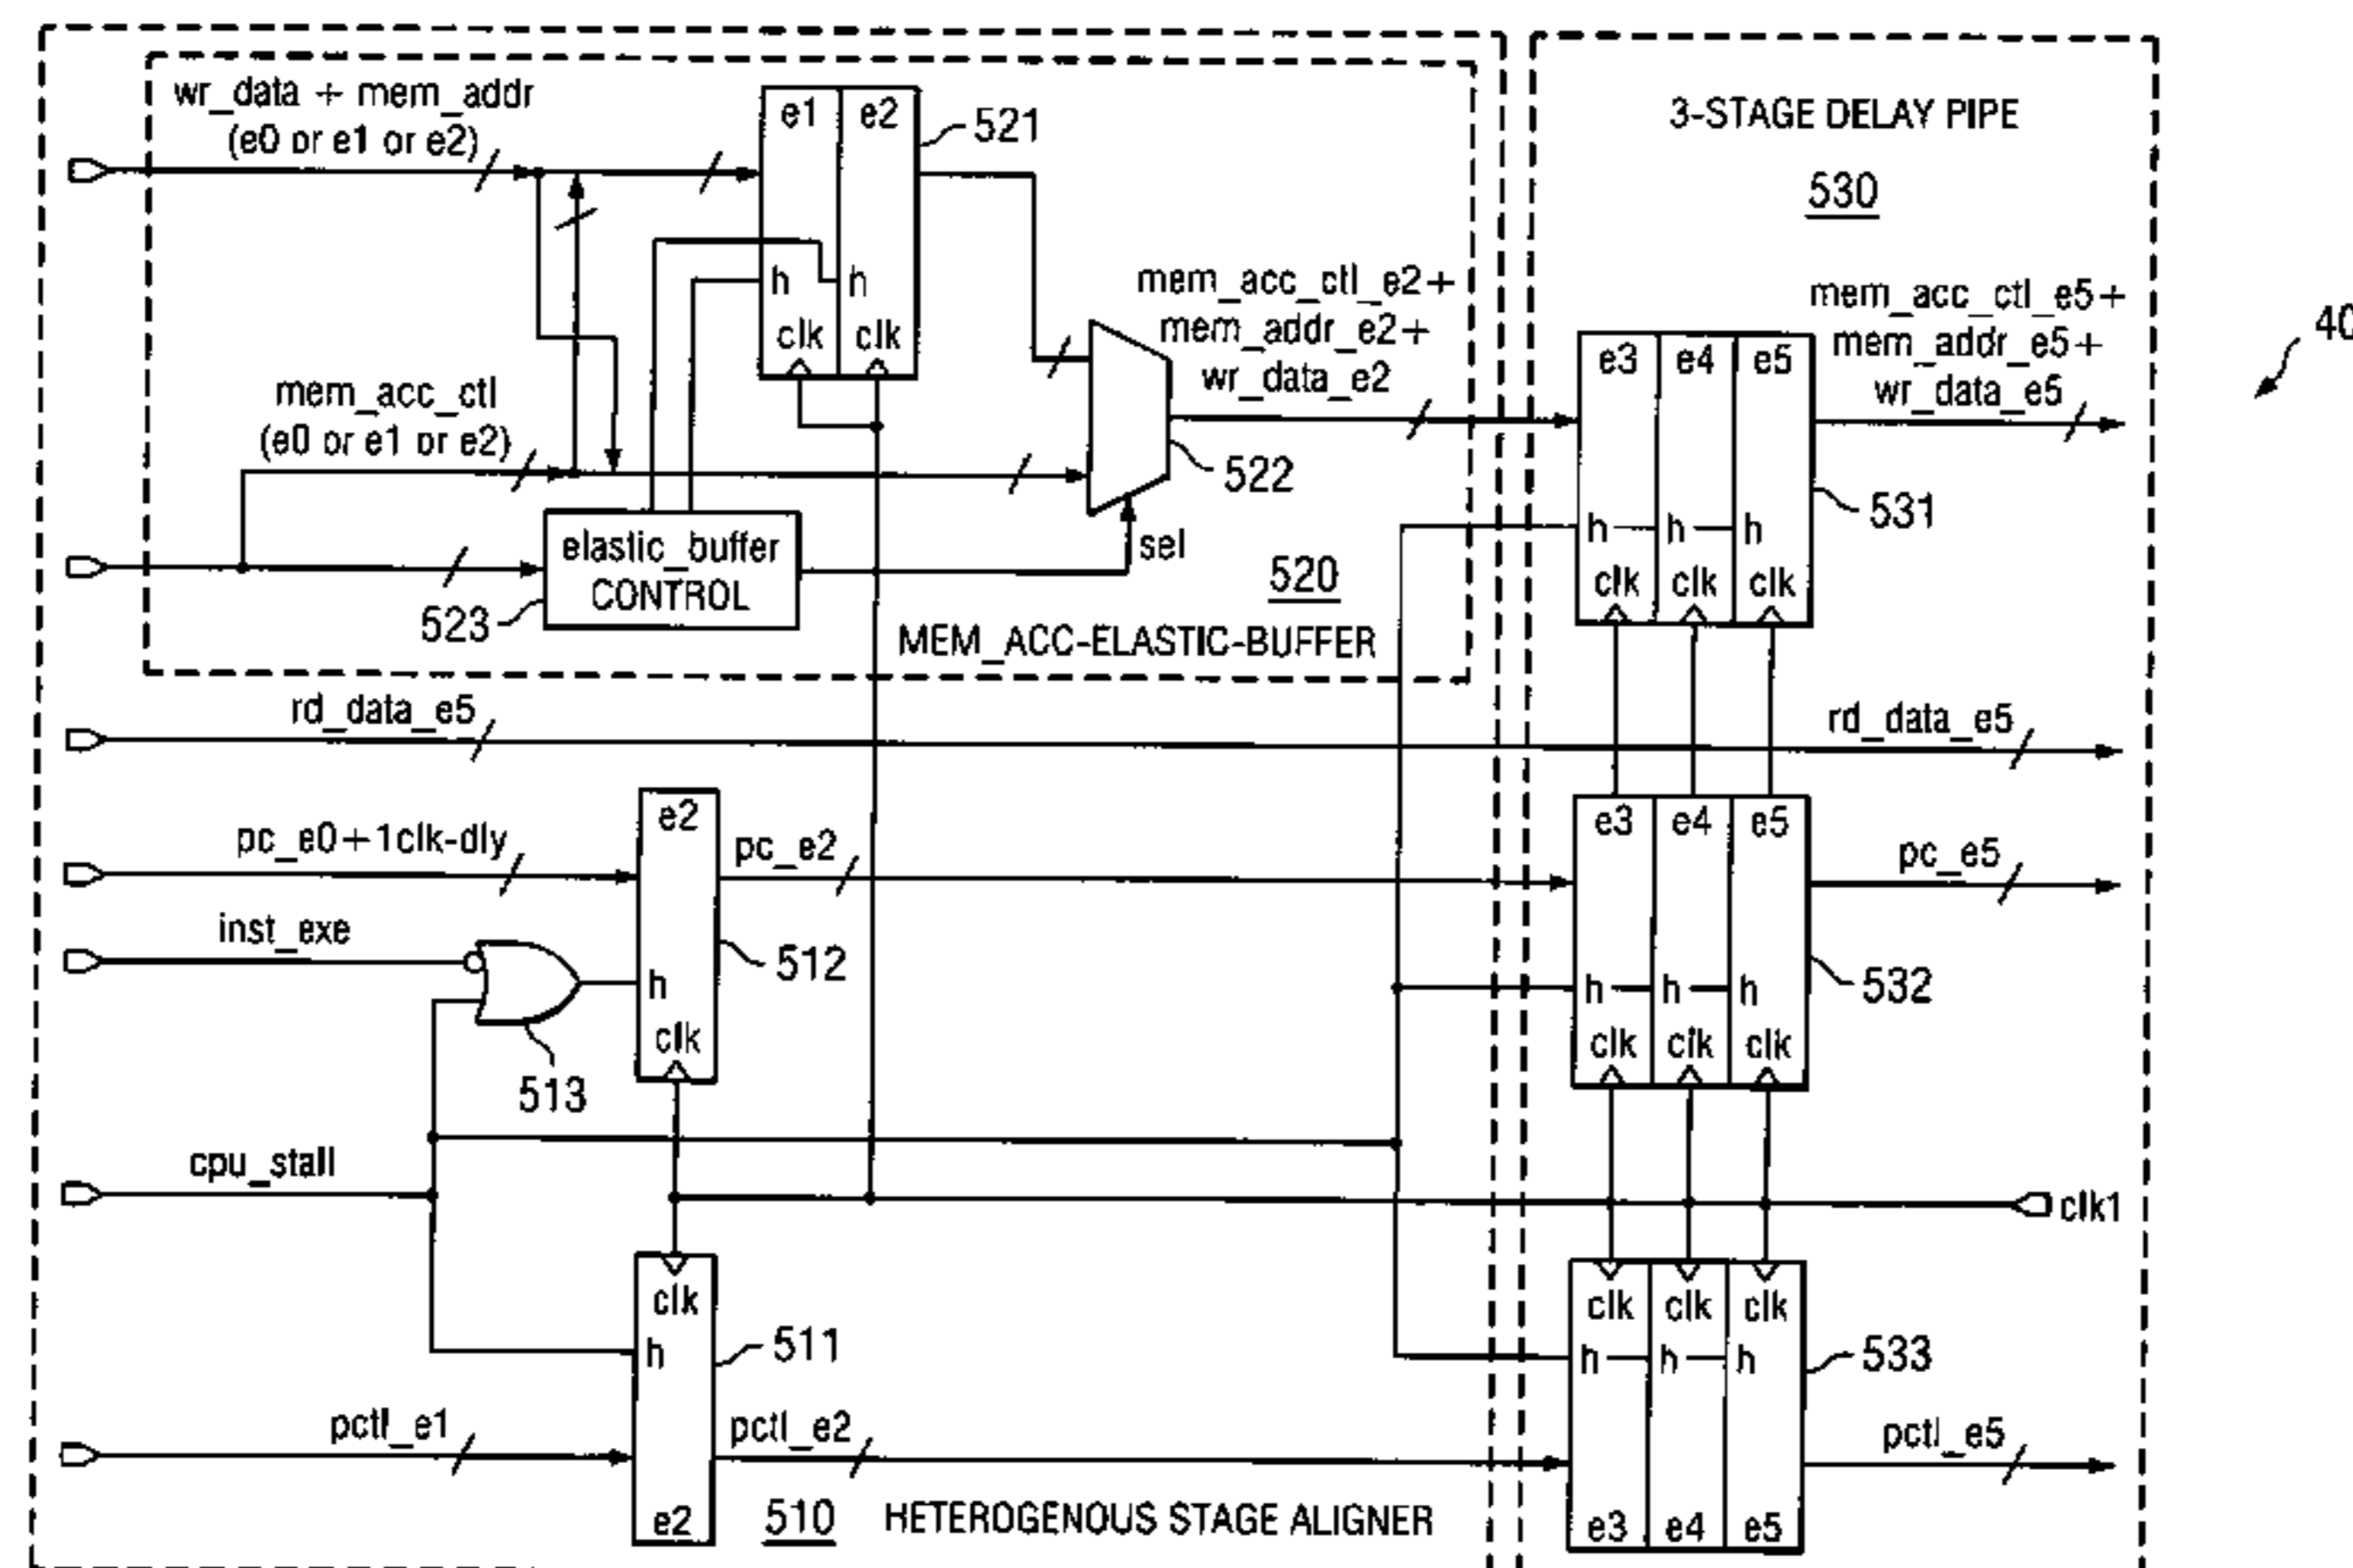 wr_data + mem_addr
(e0 or e1 or e2)
e1 e2
521
h h
clk clk
mem_acc_ctl
(e0 or e1 or e2)
elastic_buffer
CONTROL
523
mem_acc_ctl_e2+
mem_addr_e2+
wr_data_e2
522
sel
520
MEM_ACC-ELASTIC-BUFFER
3-STAGE DELAY PIPE
530
e3 e4 e5
h h h
clk clk clk
mem_acc_ctl_e5+
mem_addr_e5+
wr_data_e5
531
40
rd_data_e5
rd_data_e5
pc_e0+1clk-dly
e2
pc_e2
inst_exe
h
clk
512
513
e3 e4 e5
h h h
clk clk clk
pc_e5
532
cpu_stall
clk1
clk
h
511
e2
pctl_e1
pctl_e2
510
HETEROGENOUS STAGE ALIGNER
clk clk clk
h h h
e3 e4 e5
533
pctl_e5